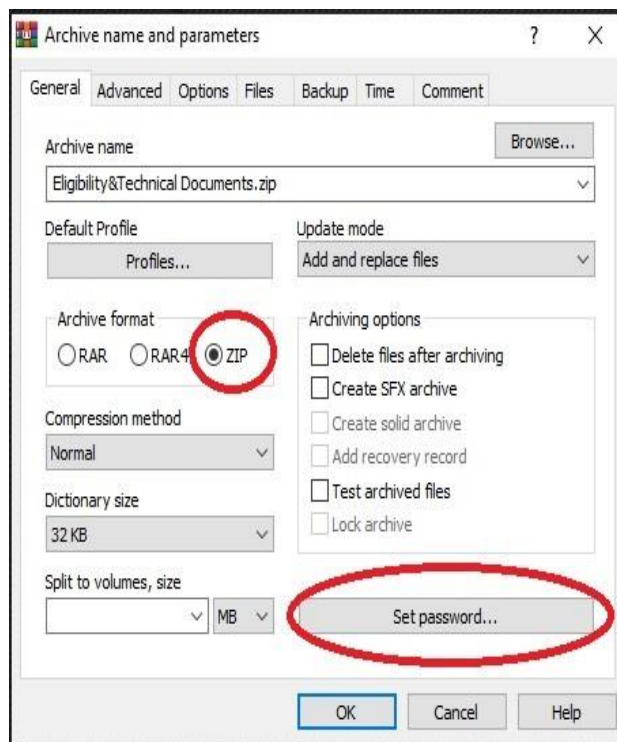 Archive name and parameters
?
General Advanced Options Files Backup Time Comment
Archive name
Browse...
Eligibility&Technical Documents.zip
Default Profile
Profiles...
Update mode
Add and replace files
Archive format
RAR RAR4 ZIP
Archiving options
Delete files after archiving
Create SFX archive
Create solid archive
Add recovery record
Test archived files
Lock archive
Compression method
Normal
Dictionary size
32 KB
Split to volumes, size
MB
Set password...
OK Cancel Help